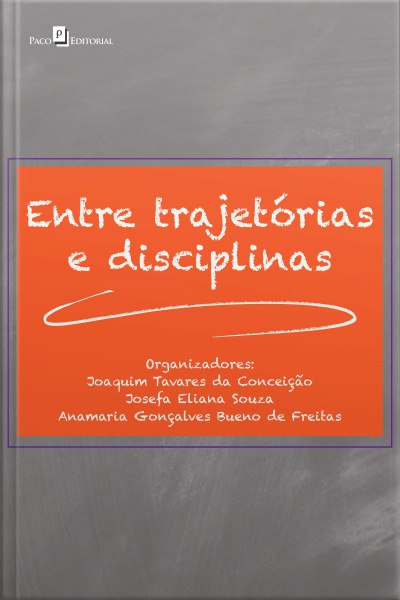 Paco Editorial
Entre trajetórias
e disciplinas
Organizadores:
Joaquim Tavares da Conceição
Josefa Eliana Souza
Anamaria Gonçalves Bueno de Freitas